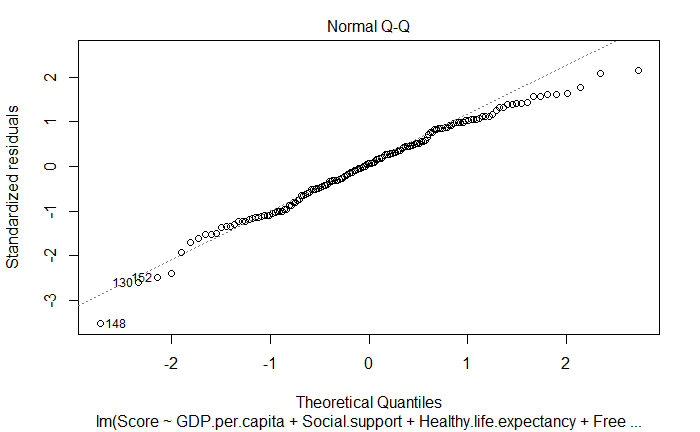 Normal Q-Q
Standardized residuals
2
1
0
-1
-2
-3
152
130
148
-2 -1 0 1 2
Theoretical Quantiles
lm(Score ~ GDP.per.capita + Social.support + Healthy.life.expectancy + Free ...